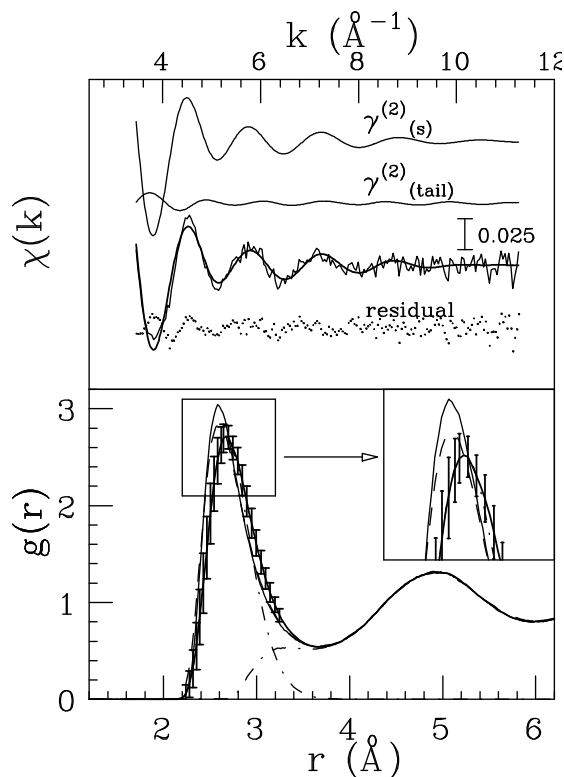 k (Å⁻¹)
4 6 8 10 12
χ(k)
γ⁽²⁾(s)
γ⁽²⁾(tail)
0.025
residual
g(r)
3
2
1
0
2 3 4 5 6
r (Å)